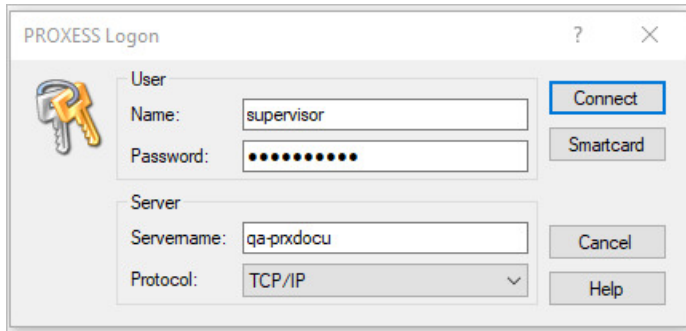 PROXESS Logon
User
Name: supervisor
Password: ●●●●●●●●●●
Connect
Smartcard
Server
Servername: qa-prxdocu
Protocol: TCP/IP
Cancel
Help